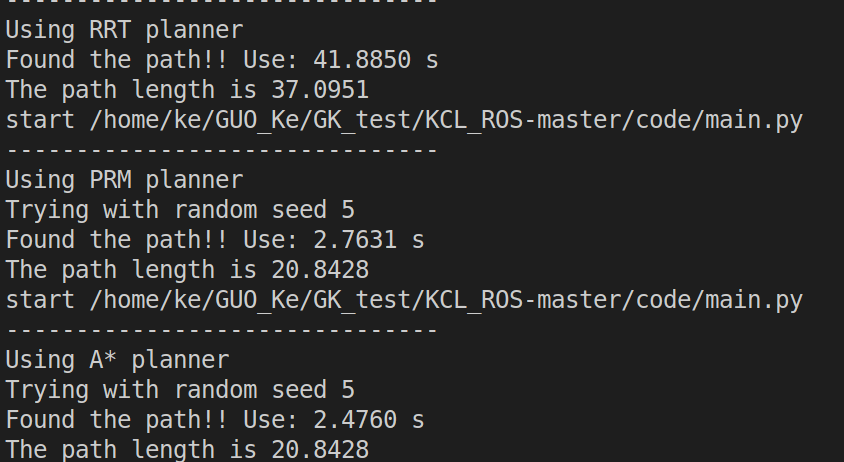 -------------------------------
Using RRT planner
Found the path!! Use: 41.8850 s
The path length is 37.0951
start /home/ke/GUO_Ke/GK_test/KCL_ROS-master/code/main.py
-------------------------------
Using PRM planner
Trying with random seed 5
Found the path!! Use: 2.7631 s
The path length is 20.8428
start /home/ke/GUO_Ke/GK_test/KCL_ROS-master/code/main.py
-------------------------------
Using A* planner
Trying with random seed 5
Found the path!! Use: 2.4760 s
The path length is 20.8428